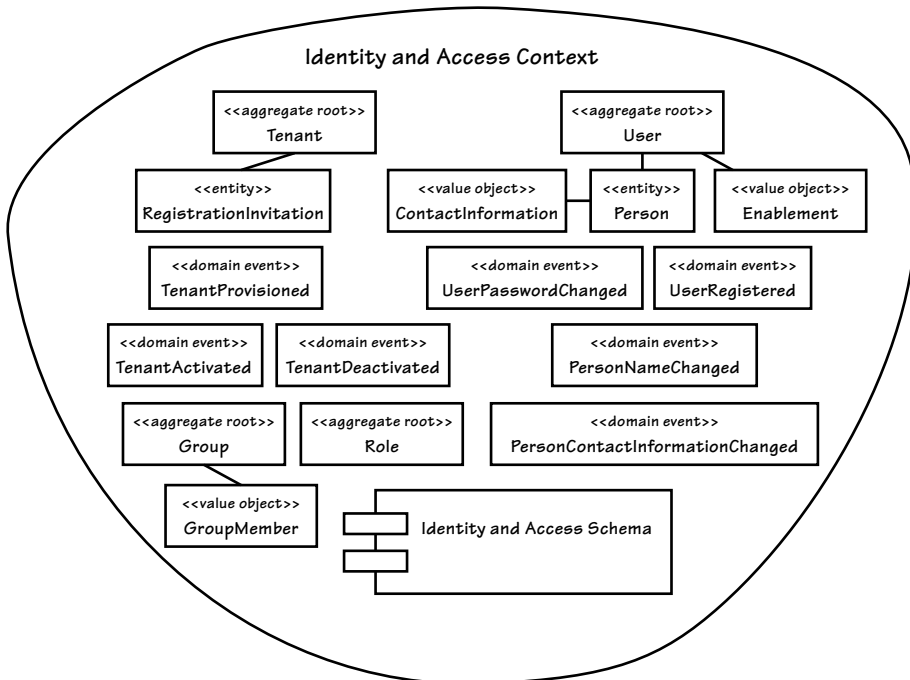 Identity and Access Context
<<aggregate root>>
Tenant
<<aggregate root>>
User
<<entity>>
RegistrationInvitation
<<value object>>
ContactInformation
<<entity>>
Person
<<value object>>
Enablement
<<domain event>>
TenantProvisioned
<<domain event>>
UserPasswordChanged
<<domain event>>
UserRegistered
<<domain event>>
TenantActivated
<<domain event>>
TenantDeactivated
<<domain event>>
PersonNameChanged
<<aggregate root>>
Group
<<aggregate root>>
Role
<<domain event>>
PersonContactInformationChanged
<<value object>>
GroupMember
Identity and Access Schema